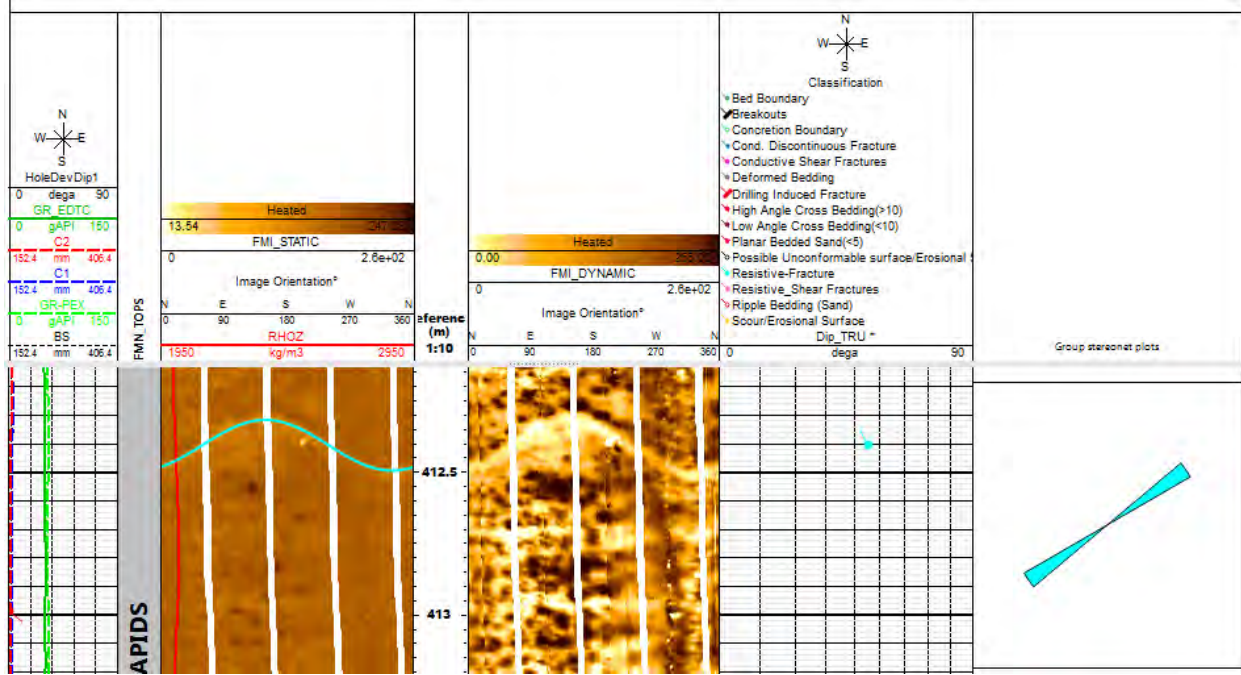 N
W E
S
HoleDevDip1
0 dega 90
GR_EDTC
0 gAPI 150
C2
152.4 mm 406.4
C1
152.4 mm 406.4
GR-PEX
0 gAPI 150
BS
152.4 mm 406.4
FMN_TOPS
Heated
13.54
FMI_STATIC
0 2.6e+02
Image Orientation°
N E S W N
0 90 180 270 360
RHOZ
1950 kg/m3 2950
eferenc
(m)
1:10
Heated
0.00
FMI_DYNAMIC
0 2.6e+02
Image Orientation°
N E S W N
0 90 180 270 360
N
W E
S
Classification
Bed Boundary
Breakouts
Concretion Boundary
Cond. Discontinuous Fracture
Conductive Shear Fractures
Deformed Bedding
Drilling Induced Fracture
High Angle Cross Bedding(>10)
Low Angle Cross Bedding(<10)
Planar Bedded Sand(<5)
Possible Unconformable surface/Erosional S
Resistive-Fracture
Resistive_Shear Fractures
Ripple Bedding (Sand)
Scour/Erosional Surface
Dip_TRU
0 dega 90
Group stereonet plots
412.5
413
APIDS